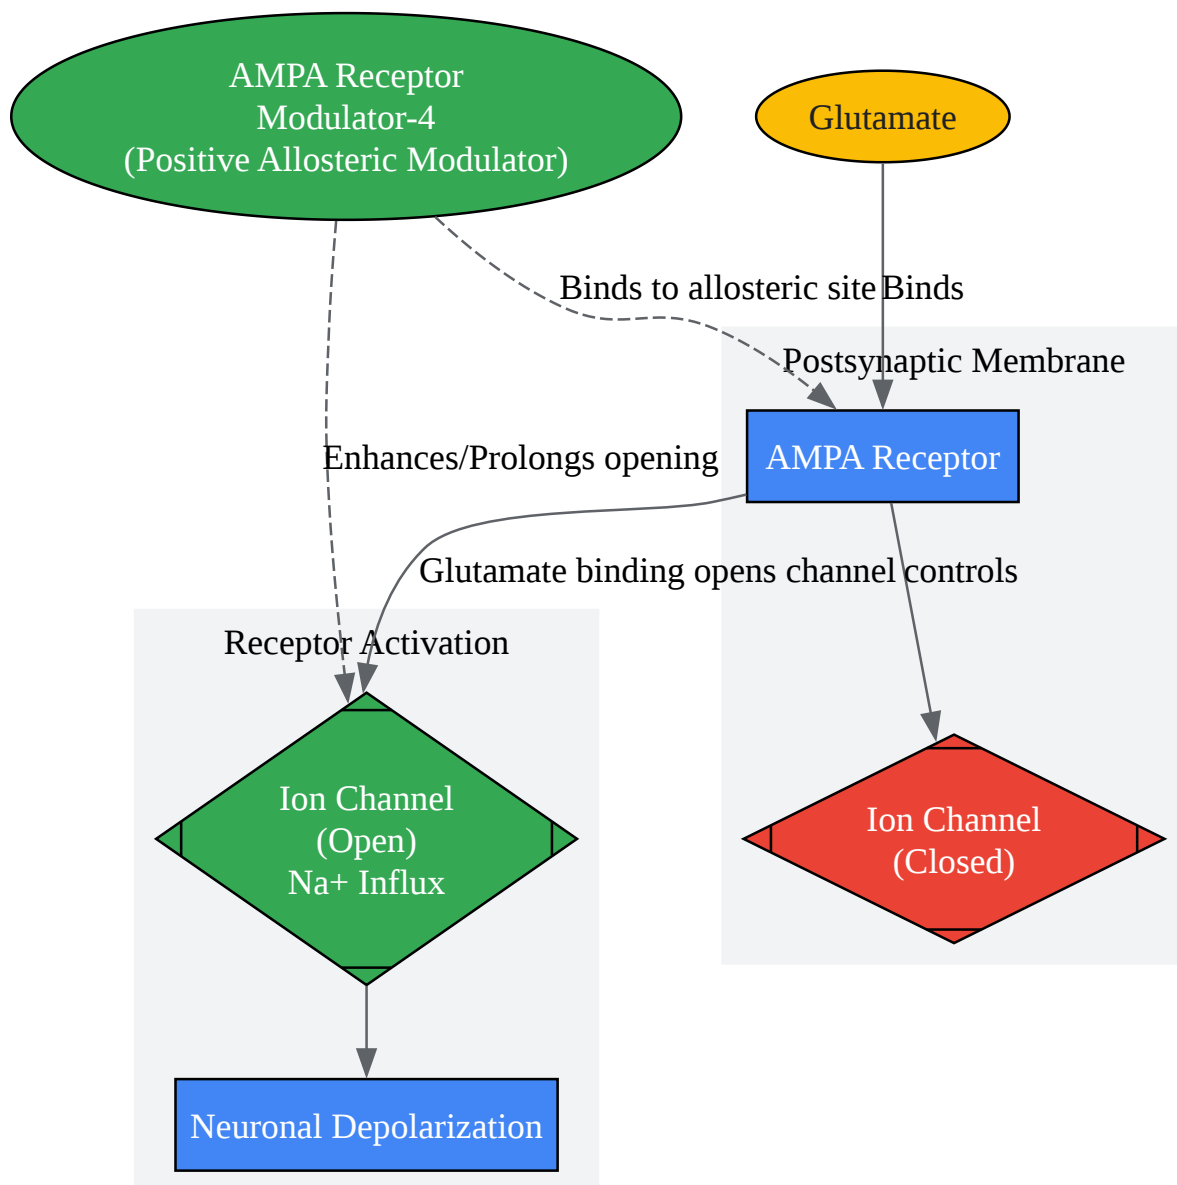 AMPA Receptor
Modulator-4
(Positive Allosteric Modulator)
Glutamate
Binds to allosteric site
Binds
Postsynaptic Membrane
Enhances/Prolongs opening
AMPA Receptor
Glutamate binding opens channel
controls
Receptor Activation
Ion Channel
(Open)
Na+ Influx
Ion Channel
(Closed)
Neuronal Depolarization